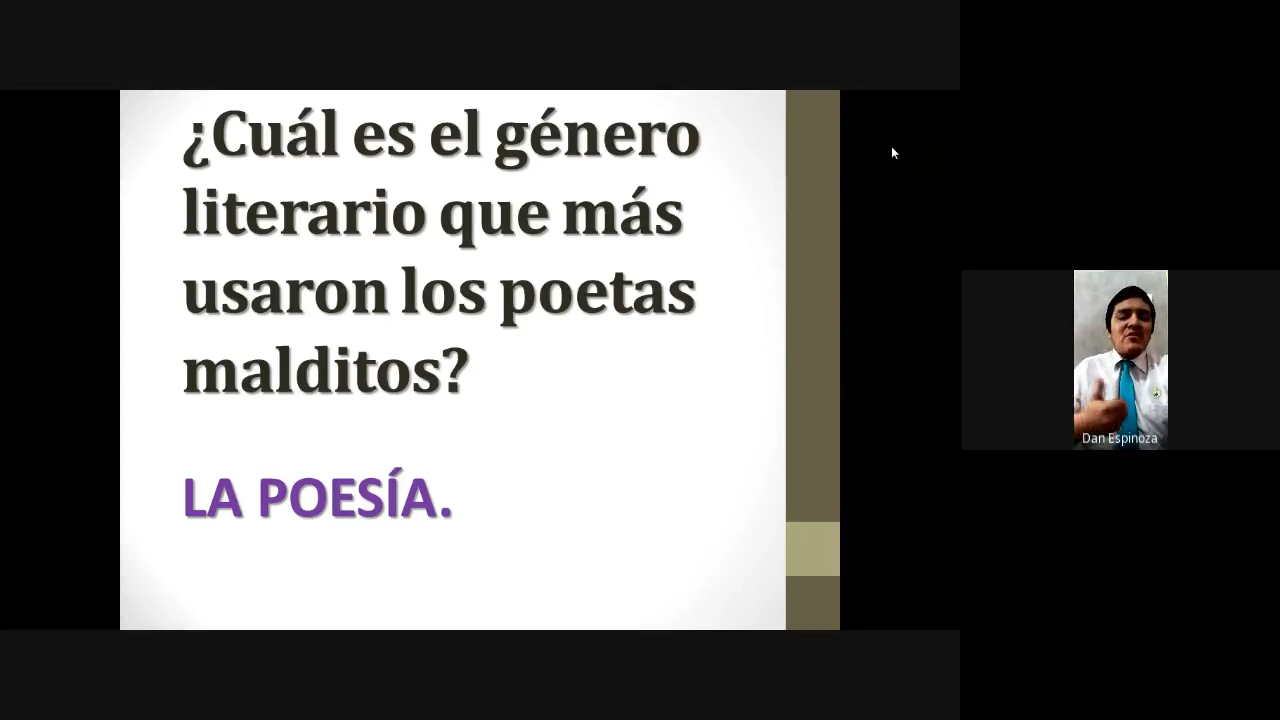 ¿Cuál es el género
literario que más
usaron los poetas
malditos?
LA POESÍA.
Dan Espinoza